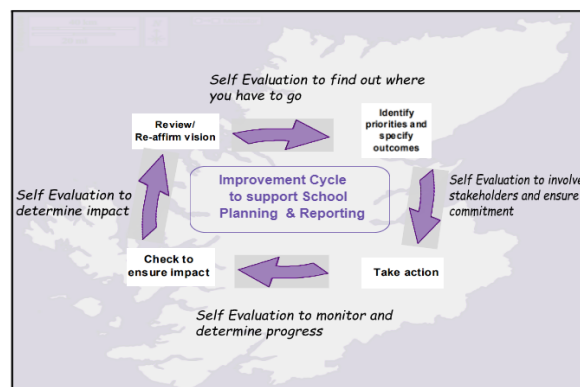 Self Evaluation to find out where
you have to go
Review/
Re-affirm vision
Identify
priorities and
specify
outcomes
Improvement Cycle
to support School
Planning & Reporting
Self Evaluation to
determine impact
Self Evaluation to involve
stakeholders and ensure
commitment
Check to
ensure impact
Take action
Self Evaluation to monitor and
determine progress